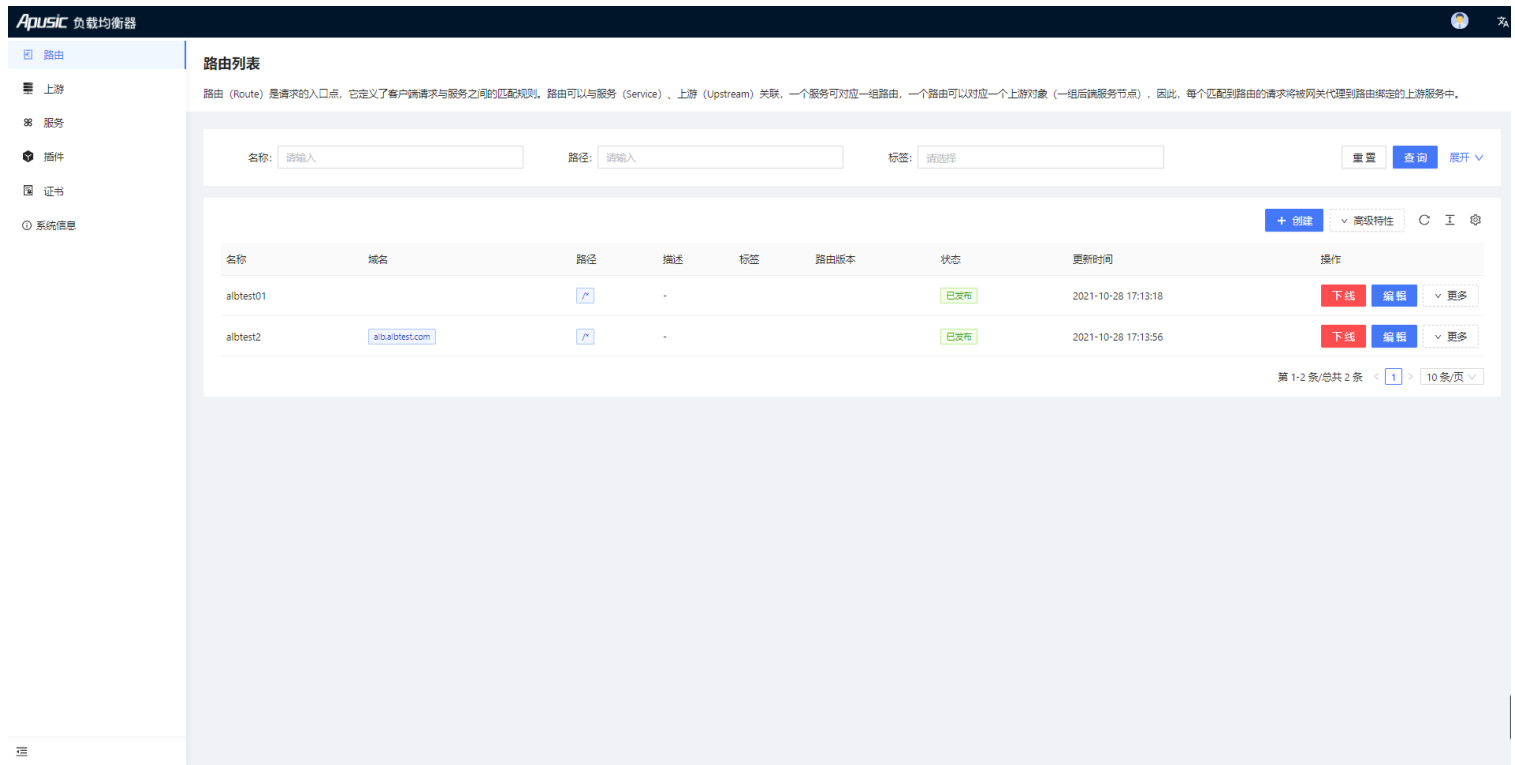 Apusic 负载均衡器
路由
上游
服务
插件
证书
系统信息
路由列表
路由（Route）是请求的入口点，它定义了客户端请求与服务之间的匹配规则。路由可以与服务（Service）、上游（Upstream）关联，一个服务可对应一组路由，一个路由可以对应一个上游对象（一组后端服务节点），因此，每个匹配到路由的请求将被网关代理到路由绑定的上游服务中。
名称: 请输入 路径: 请输入 标签: 请选择 重置 查询 展开
+ 创建 高级特性
名称 域名 路径 描述 标签 路由版本 状态 更新时间 操作
albtest01 /* - 已发布 2021-10-28 17:13:18 下线 编辑 更多
albtest2 alb.albtest.com /* - 已发布 2021-10-28 17:13:56 下线 编辑 更多
第 1-2 条/总共 2 条 < 1 > 10 条/页